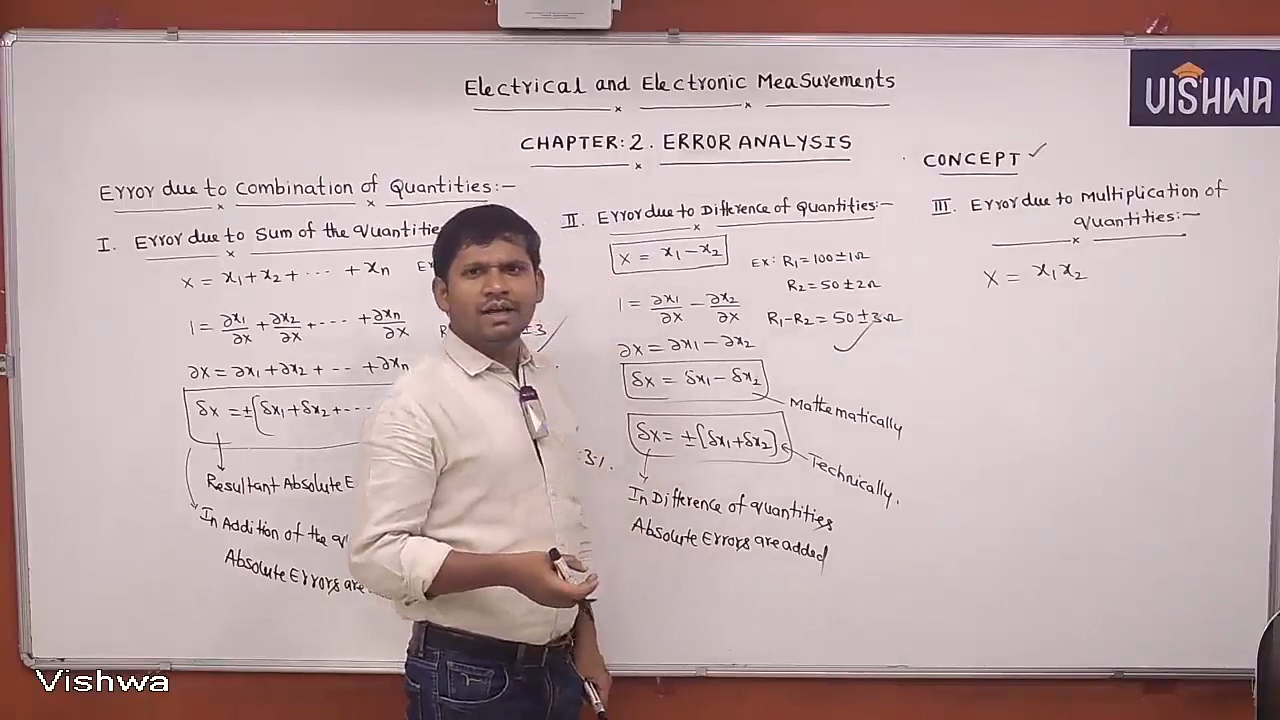 Electrical and Electronic Measurements
VISHWA
CHAPTER: 2. ERROR ANALYSIS
CONCEPT ✓
Error due to Combination of Quantities:-
I. Error due to Sum of the Quantitie
X = x₁+x₂+ ··· +xₙ
1 = ∂x₁/∂X + ∂x₂/∂X + ··· + ∂xₙ/∂X
±3
∂X = ∂x₁+∂x₂+ ·· +∂xₙ
δX = ±[δx₁+δx₂+---
Resultant Absolute E
In Addition of the qu
Absolute Errors are
3%.
II. Error due to Difference of Quantities:-
X = x₁-x₂
Ex: R₁=100±1Ω
R₂=50±2Ω
1 = ∂x₁/∂X - ∂x₂/∂X
R₁-R₂=50±3Ω
∂X = ∂x₁-∂x₂
δX = δx₁-δx₂
Mathematically
δX = ±[δx₁+δx₂]
Technically.
In Difference of quantities
Absolute Errors are added
III. Error due to Multiplication of
Quantities:-
X = x₁x₂
Vishwa